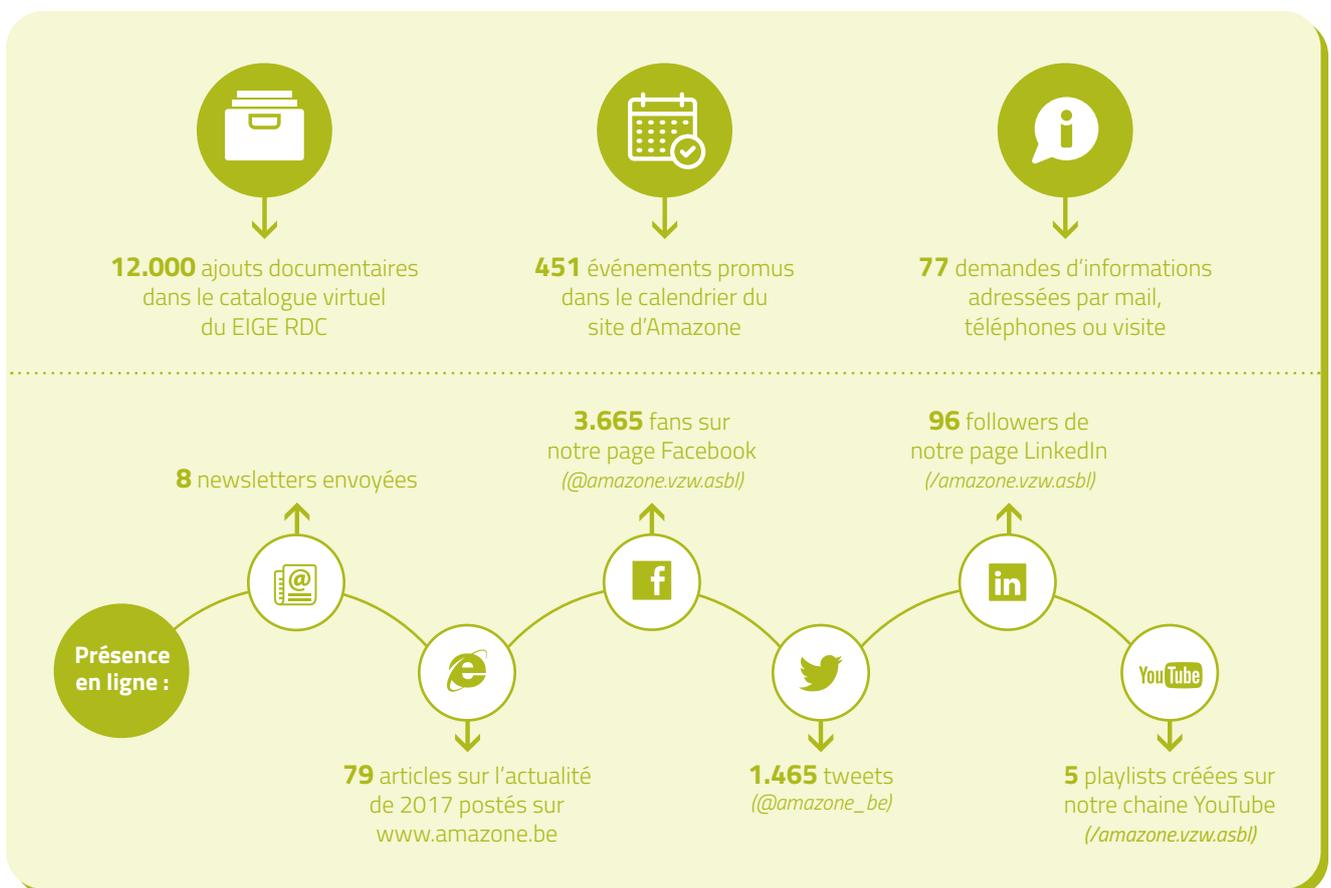 12.000 ajouts documentaires
dans le catalogue virtuel
du EIGE RDC
451 événements promus
dans le calendrier du
site d’Amazone
77 demandes d’informations
adressées par mail,
téléphones ou visite
Présence
en ligne :
8 newsletters envoyées
@
79 articles sur l’actualité
de 2017 postés sur
www.amazone.be
3.665 fans sur
notre page Facebook
(@amazone.vzw.asbl)
f
1.465 tweets
(@amazone_be)
96 followers de
notre page LinkedIn
(/amazone.vzw.asbl)
in
YouTube
5 playlists créées sur
notre chaine YouTube
(/amazone.vzw.asbl)